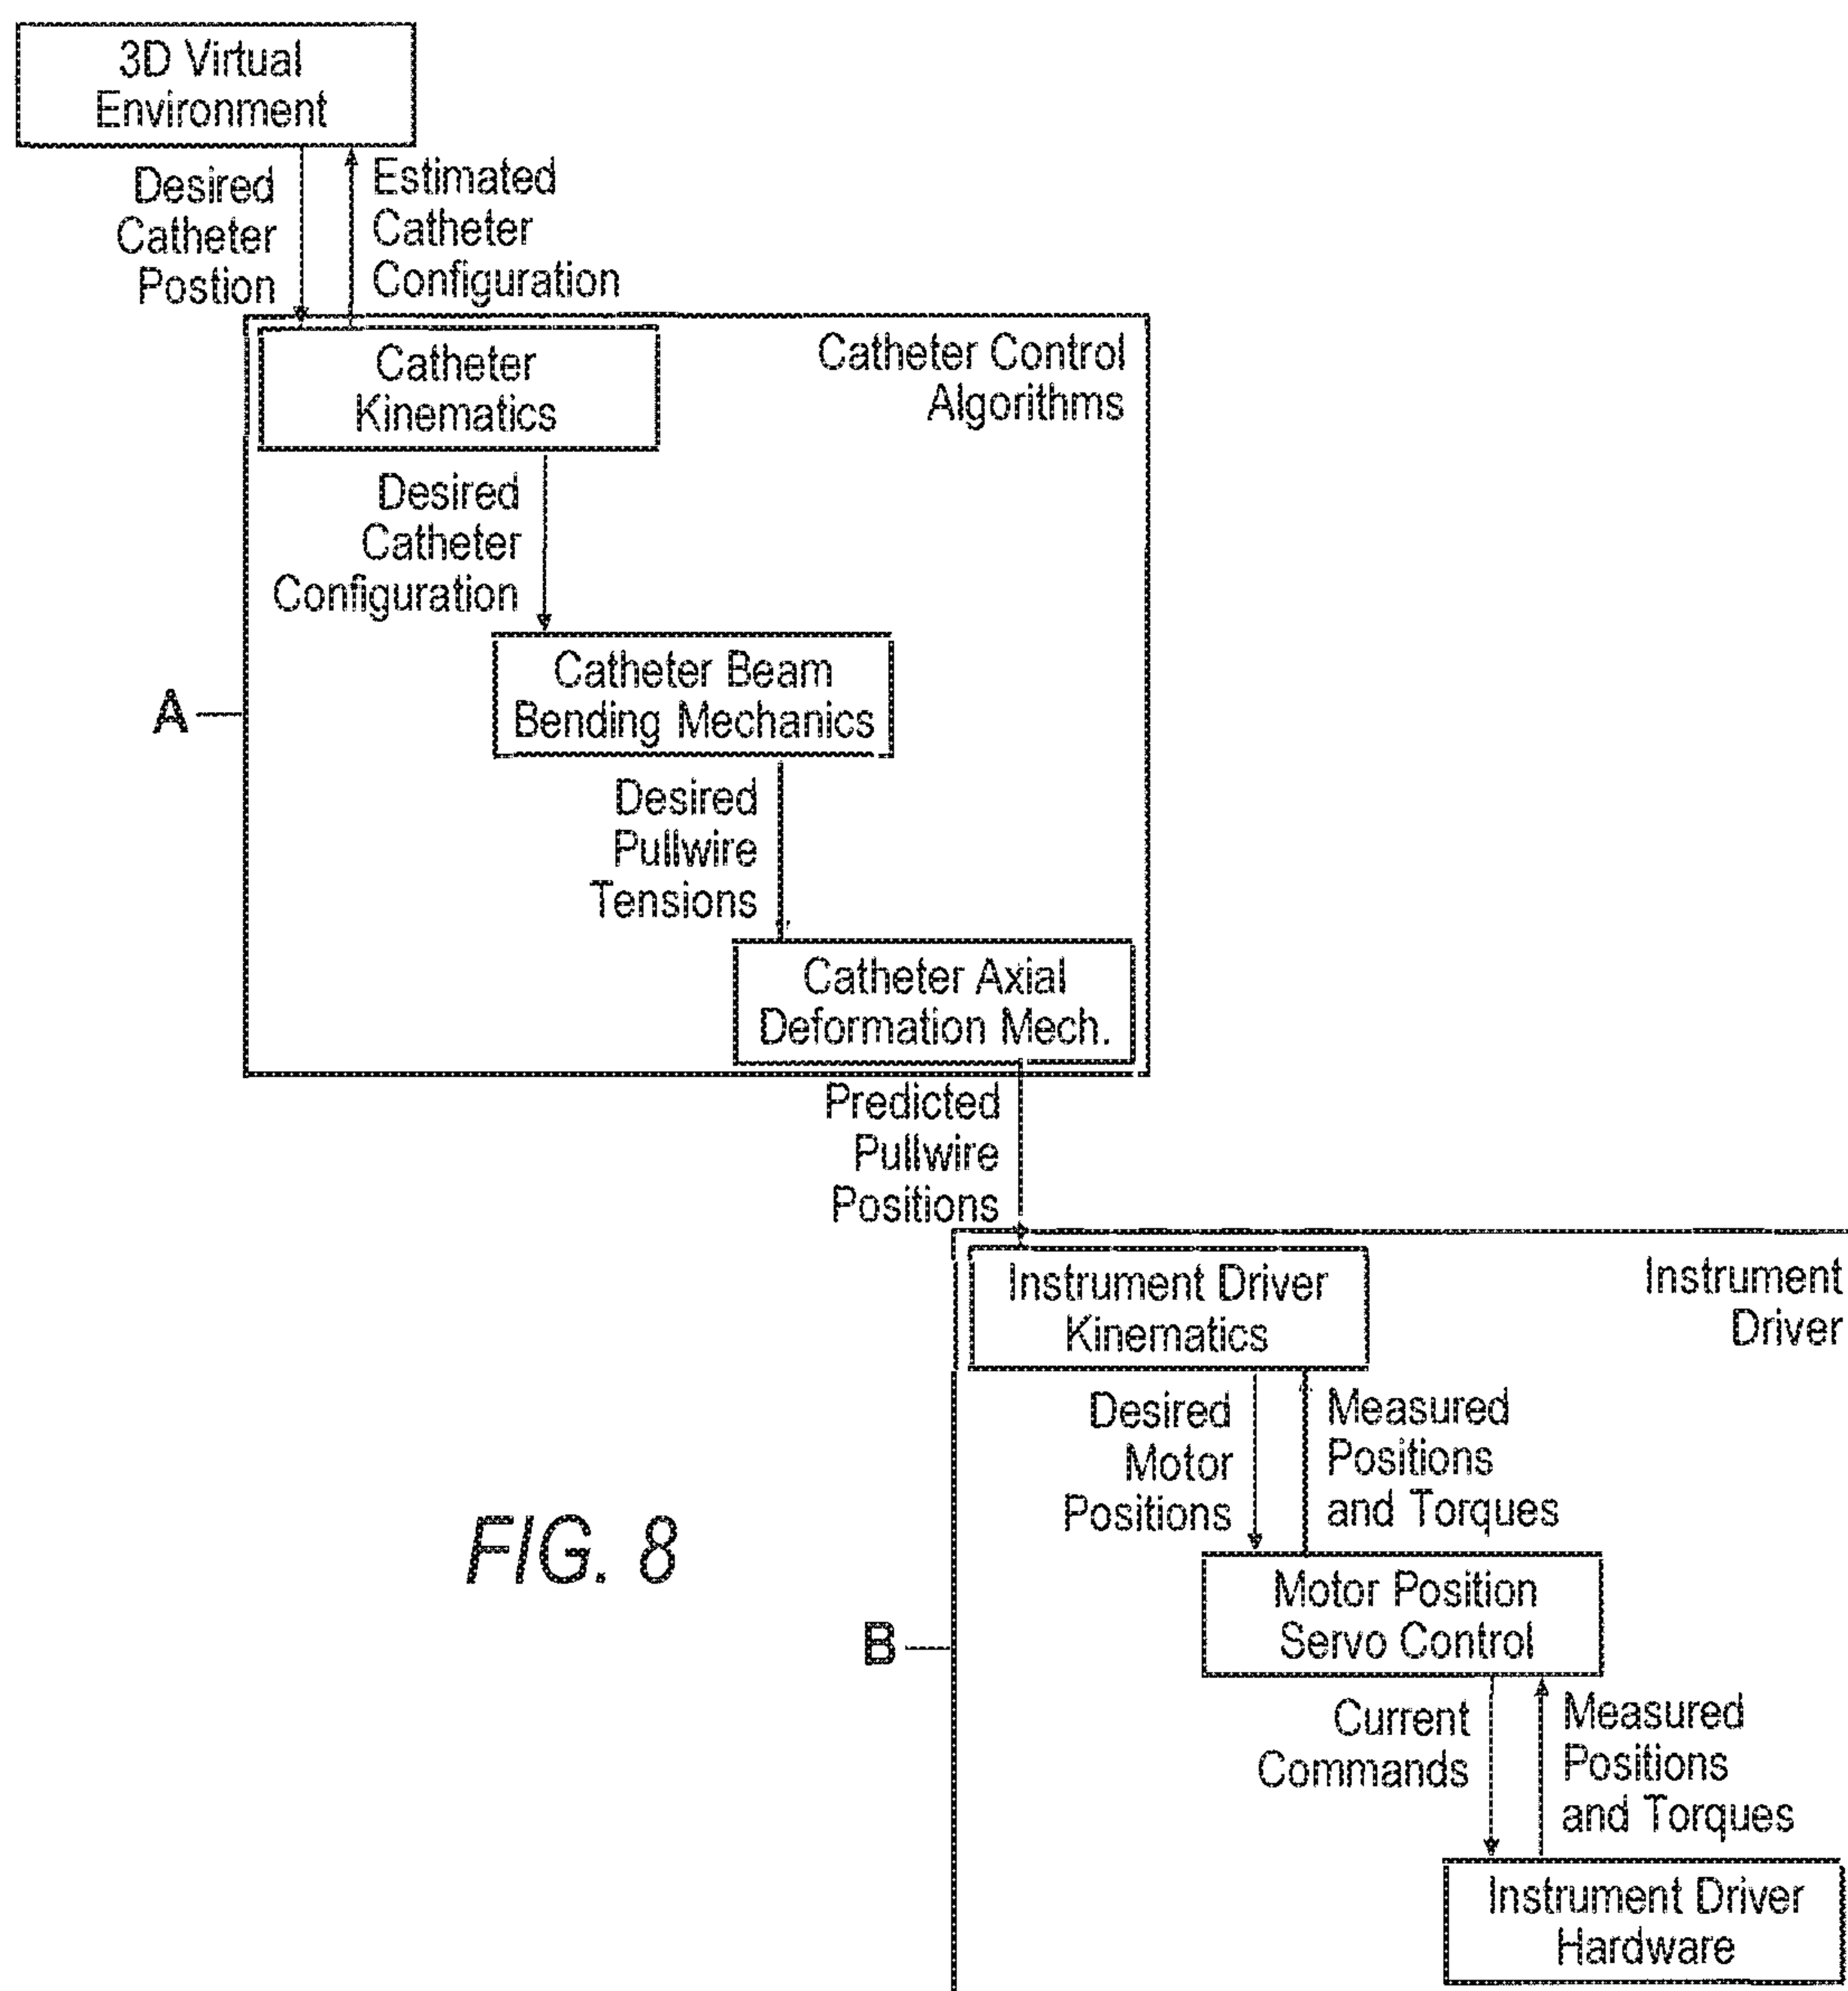 3D Virtual
Environment
Desired
Catheter
Postion
Estimated
Catheter
Configuration
Catheter
Kinematics
Catheter Control
Algorithms
Desired
Catheter
Configuration
Catheter Beam
Bending Mechanics
A
Desired
Pullwire
Tensions
Catheter Axial
Deformation Mech.
Predicted
Pullwire
Positions
Instrument Driver
Kinematics
Instrument
Driver
Desired
Motor
Positions
Measured
Positions
and Torques
FIG. 8
Motor Position
Servo Control
B
Current
Commands
Measured
Positions
and Torques
Instrument Driver
Hardware